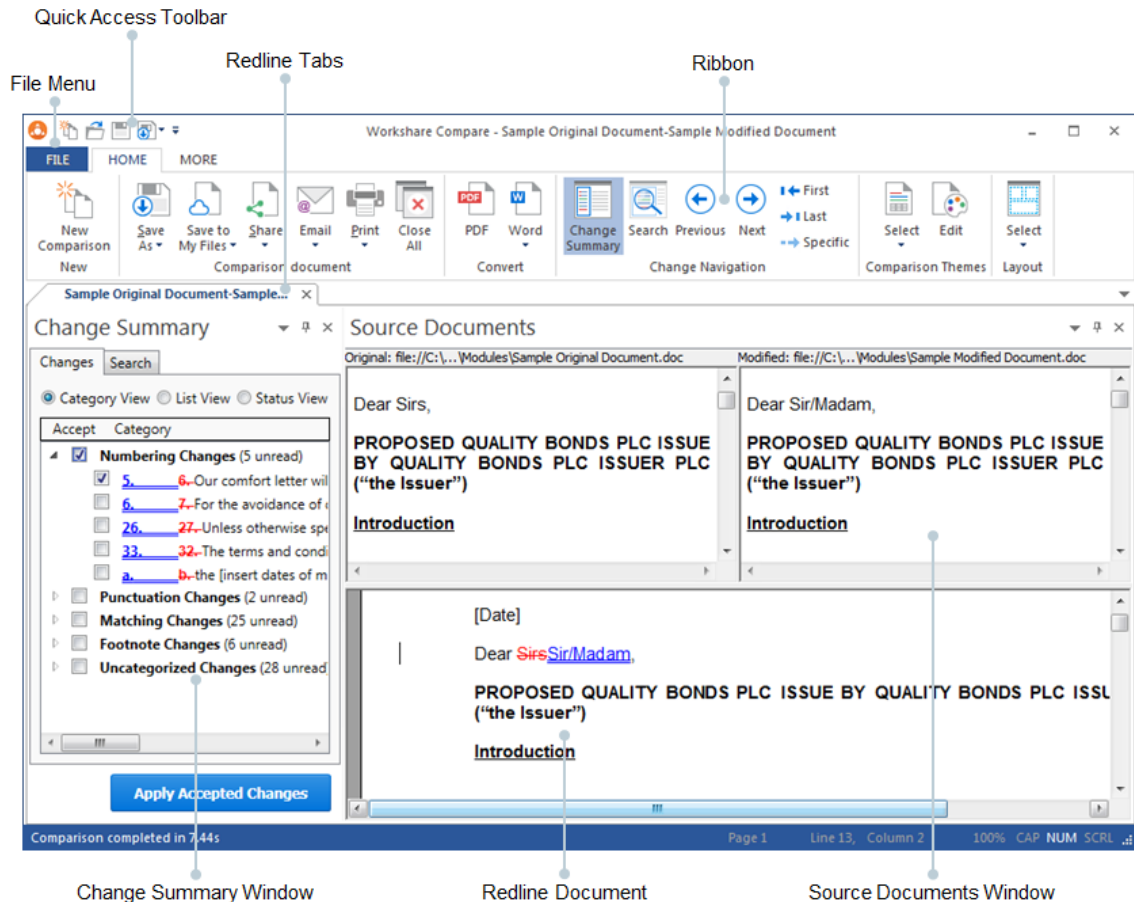 Quick Access Toolbar
Redline Tabs
Ribbon
File Menu
Workshare Compare - Sample Original Document-Sample Modified Document
FILE HOME MORE
New Comparison
Save As
Save to My Files
Share
Email
Print
Close All
PDF
Word
Change Summary
Search
Previous
Next
First
Last
Specific
Select
Edit
Select
New
Comparison document
Convert
Change Navigation
Comparison Themes
Layout
Sample Original Document-Sample...
Change Summary
Source Documents
Changes Search
Original: file://C:\...\Modules\Sample Original Document.doc
Modified: file://C:\...\Modules\Sample Modified Document.doc
Category View List View Status View
Accept Category
Numbering Changes (5 unread)
5. 6. Our comfort letter wil
6. 7. For the avoidance of
26. 27. Unless otherwise spe
33. 32. The terms and condi
a. b. the [insert dates of m
Punctuation Changes (2 unread)
Matching Changes (25 unread)
Footnote Changes (6 unread)
Uncategorized Changes (28 unread
Apply Accepted Changes
Dear Sirs,
PROPOSED QUALITY BONDS PLC ISSUE
BY QUALITY BONDS PLC ISSUER PLC
(“the Issuer”)
Introduction
Dear Sir/Madam,
PROPOSED QUALITY BONDS PLC ISSUE
BY QUALITY BONDS PLC ISSUER PLC
(“the Issuer”)
Introduction
[Date]
Dear SirsSir/Madam,
PROPOSED QUALITY BONDS PLC ISSUE BY QUALITY BONDS PLC ISSU
(“the Issuer”)
Introduction
Comparison completed in 7.44s
Page 1 Line 13, Column 2 100% CAP NUM SCRL
Change Summary Window
Redline Document
Source Documents Window